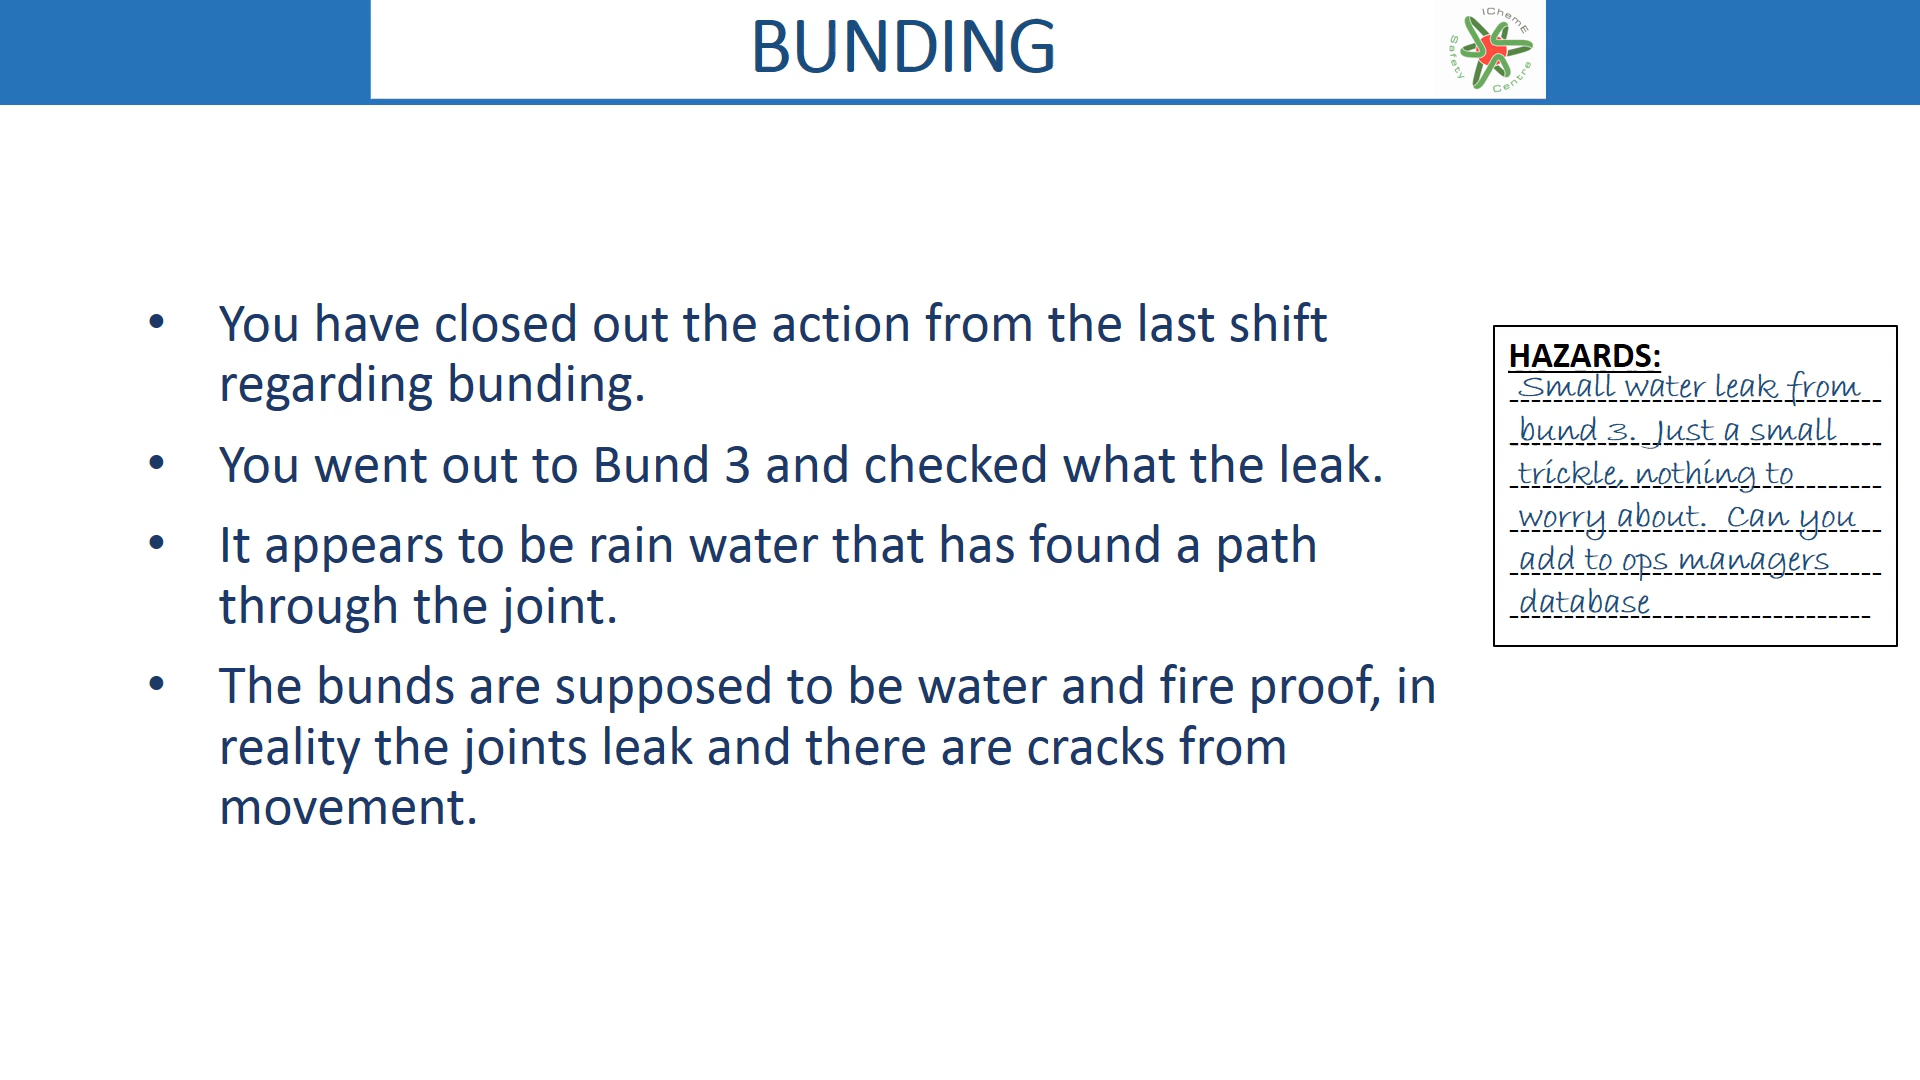 BUNDING
IChemE
Safety
Centre
• You have closed out the action from the last shift
regarding bunding.
• You went out to Bund 3 and checked what the leak.
• It appears to be rain water that has found a path
through the joint.
• The bunds are supposed to be water and fire proof, in
reality the joints leak and there are cracks from
movement.
HAZARDS:
Small water leak from
bund 3. Just a small
trickle, nothing to
worry about. Can you
add to ops managers
database